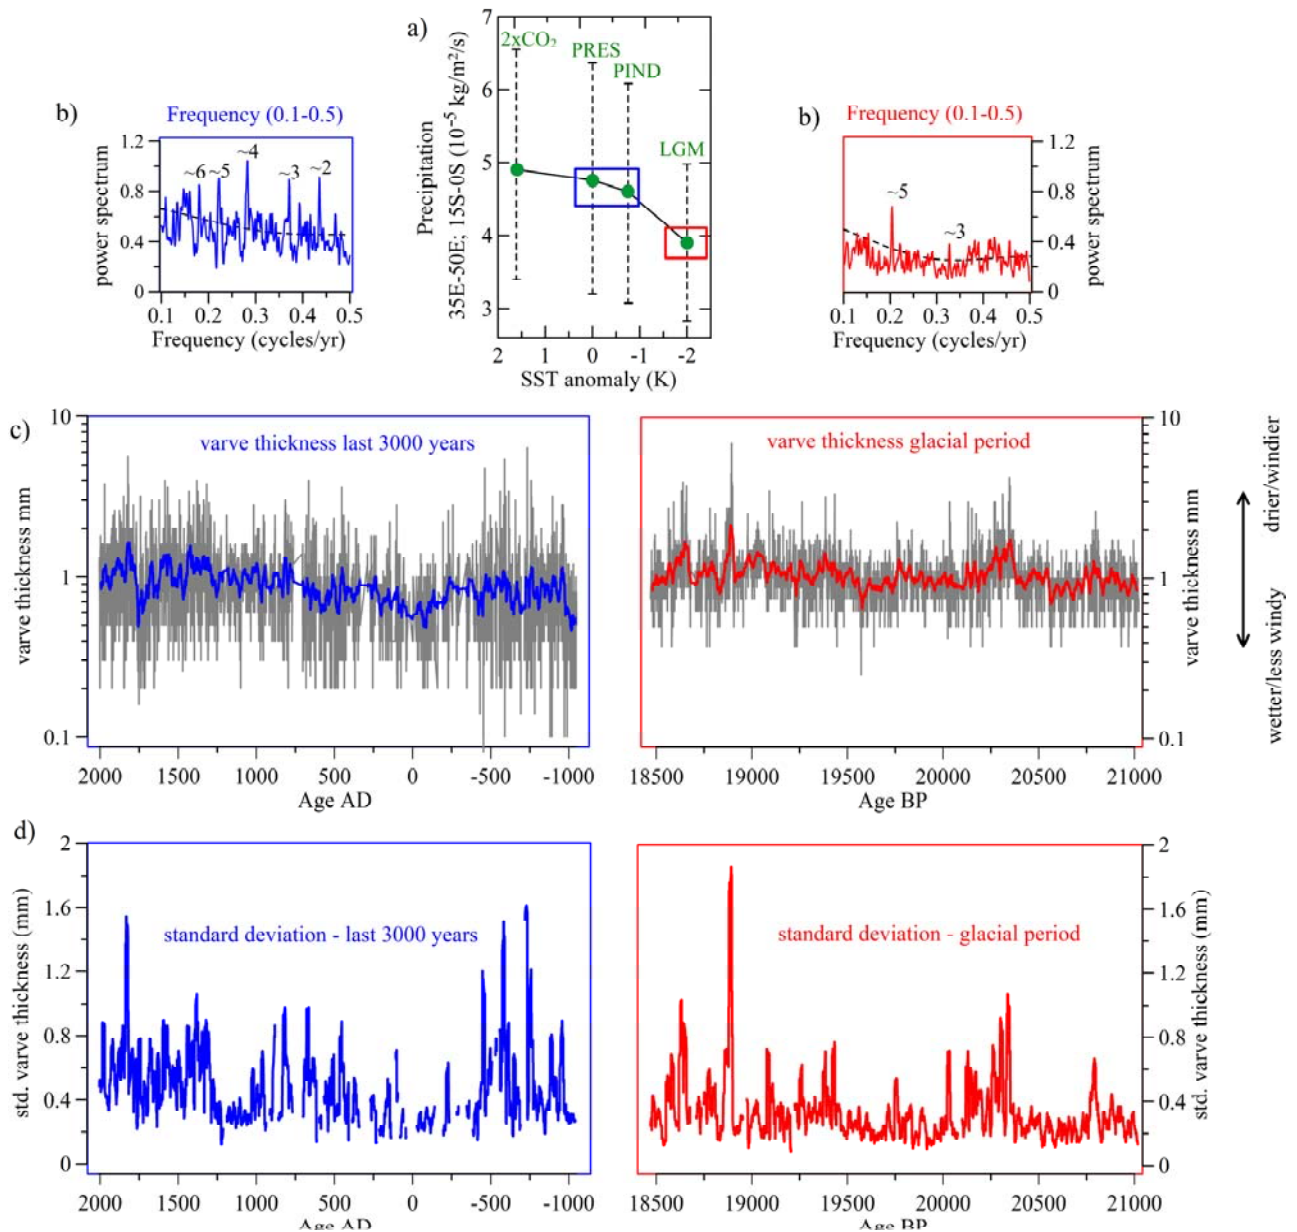 a)
7
6
5
4
3
Precipitation
35E-50E; 15S-0S (10⁻⁵ kg/m²/s)
2xCO₂
PRES
PIND
LGM
2
1
0
-1
-2
SST anomaly (K)
b)
Frequency (0.1-0.5)
1.2
0.8
0.4
0
power spectrum
~6
~5
~4
~3
~2
0.1
0.2
0.3
0.4
0.5
Frequency (cycles/yr)
b)
Frequency (0.1-0.5)
~5
~3
1.2
0.8
0.4
0
power spectrum
0.1
0.2
0.3
0.4
0.5
Frequency (cycles/yr)
c)
10
1
0.1
varve thickness mm
varve thickness last 3000 years
2000
1500
1000
500
0
-500
-1000
Age AD
varve thickness glacial period
10
1
0.1
varve thickness mm
drier/windier
wetter/less windy
18500
19000
19500
20000
20500
21000
Age BP
d)
2
1.6
1.2
0.8
0.4
0
std. varve thickness (mm)
standard deviation - last 3000 years
2000
1500
1000
500
0
-500
-1000
Age AD
standard deviation - glacial period
2
1.6
1.2
0.8
0.4
0
std. varve thickness (mm)
18500
19000
19500
20000
20500
21000
Age BP